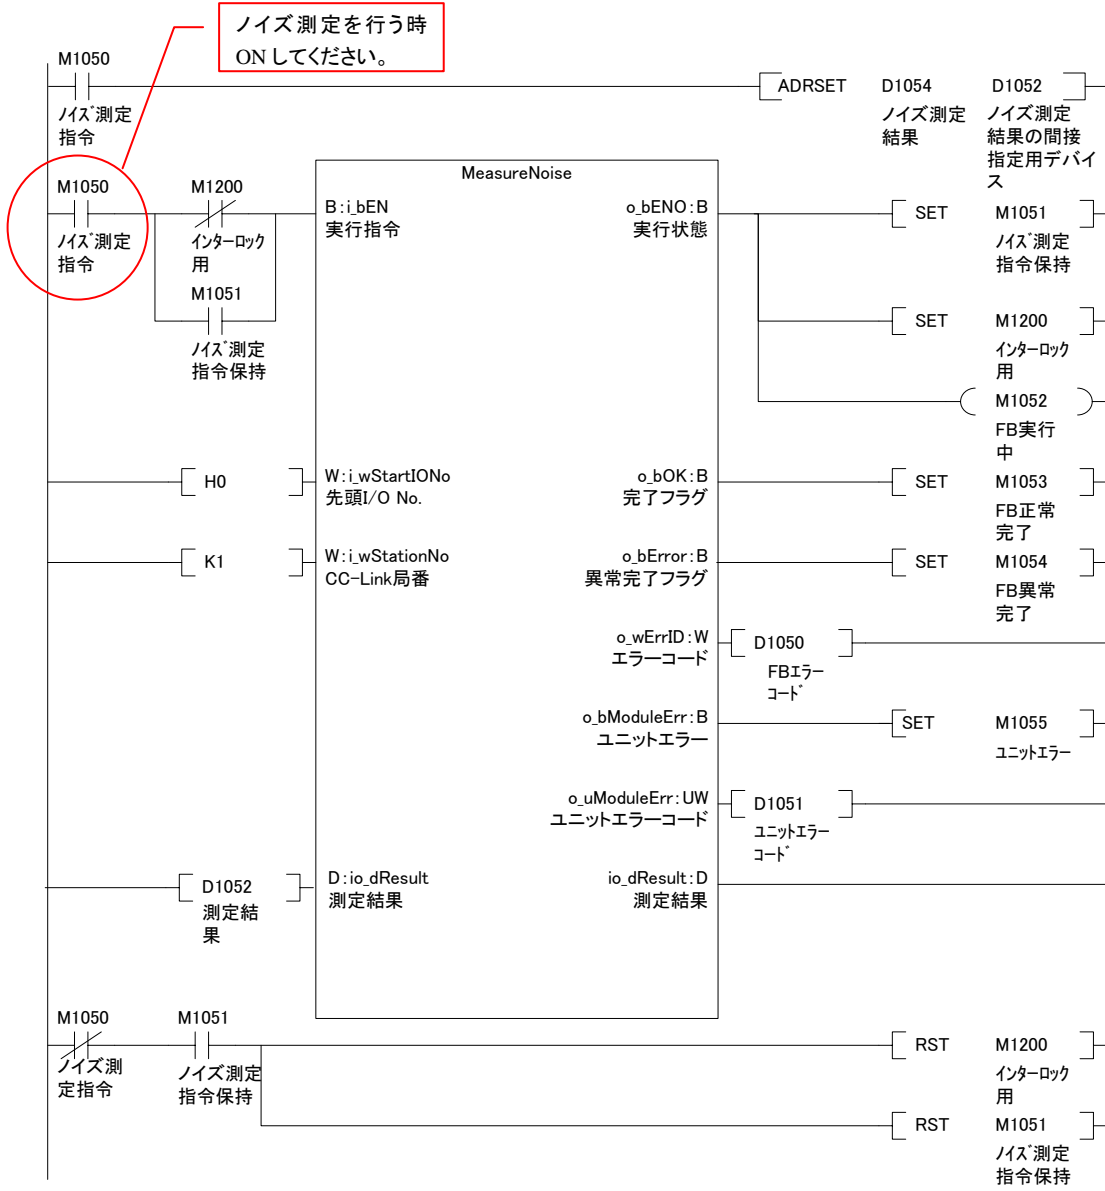 ノイズ測定を行う時
ONしてください。
M1050
ノイズ測定
指令
ADRSET D1054 D1052
ノイズ測定
結果
ノイズ測定
結果の間接
指定用デバイ
ス
MeasureNoise
M1050
ノイズ測定
指令
M1200
インターロック
用
M1051
ノイズ測定
指令保持
B:i_bEN
実行指令
o_bENO:B
実行状態
SET M1051
ノイズ測定
指令保持
SET M1200
インターロック
用
M1052
FB実行
中
H0
W:i_wStartIONo
先頭I/O No.
o_bOK:B
完了フラグ
SET M1053
FB正常
完了
K1
W:i_wStationNo
CC-Link局番
o_bError:B
異常完了フラグ
SET M1054
FB異常
完了
o_wErrID:W
エラーコード
D1050
FBエラー
コード
o_bModuleErr:B
ユニットエラー
SET M1055
ユニットエラー
o_uModuleErr:UW
ユニットエラーコード
D1051
ユニットエラー
コード
D1052
測定結
果
D:io_dResult
測定結果
io_dResult:D
測定結果
M1050
ノイズ測
定指令
M1051
ノイズ測定
指令保持
RST M1200
インターロック
用
RST M1051
ノイズ測定
指令保持